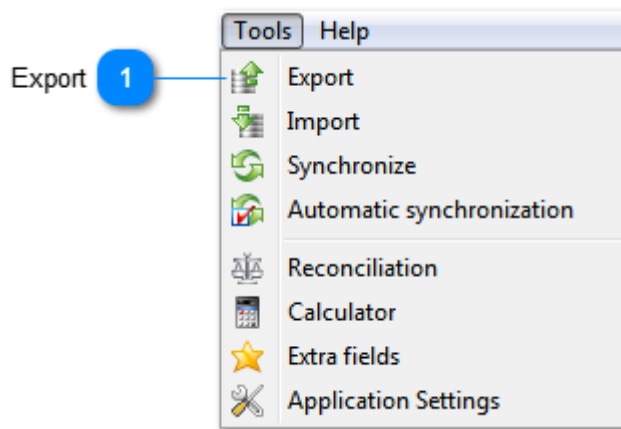 Tools Help
Export 1 Export
Import
Synchronize
Automatic synchronization
Reconciliation
Calculator
Extra fields
Application Settings